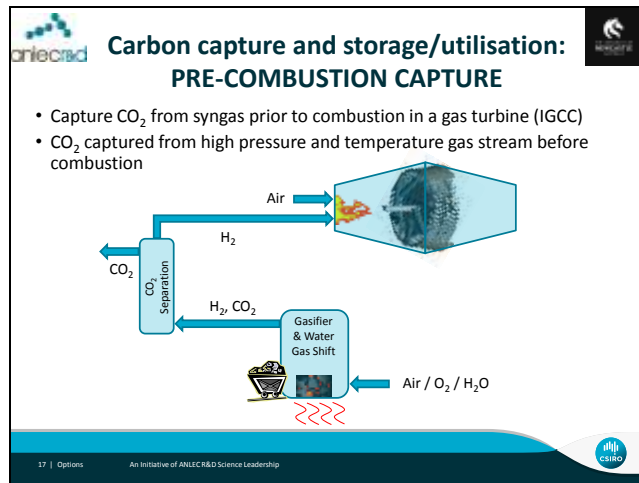 anlecr&d
Carbon capture and storage/utilisation:
PRE-COMBUSTION CAPTURE
• Capture CO₂ from syngas prior to combustion in a gas turbine (IGCC)
• CO₂ captured from high pressure and temperature gas stream before
combustion
Air
H₂
CO₂
CO₂
Separation
H₂, CO₂
Gasifier
& Water
Gas Shift
Air / O₂ / H₂O
17 | Options
An Initiative of ANLEC R&D Science Leadership
CSIRO